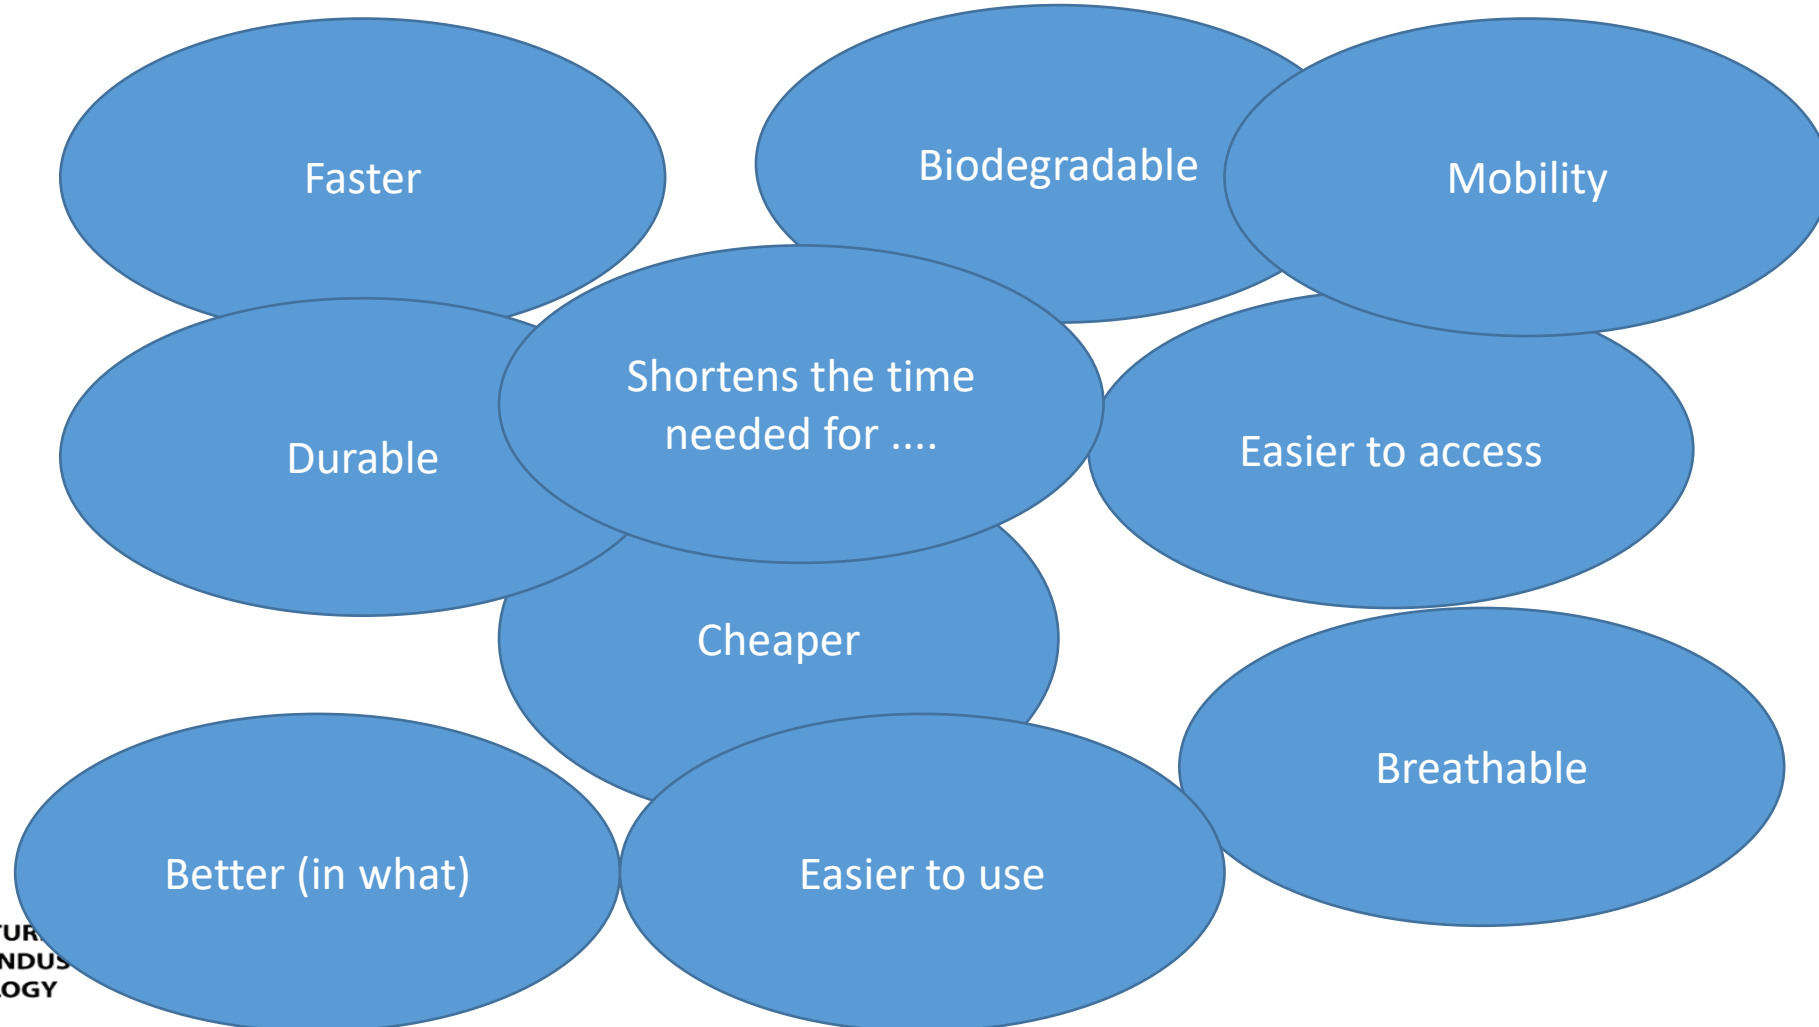 Faster
Biodegradable
Mobility
Shortens the time
needed for ....
Durable
Easier to access
Cheaper
Breathable
Better (in what)
Easier to use
OGY